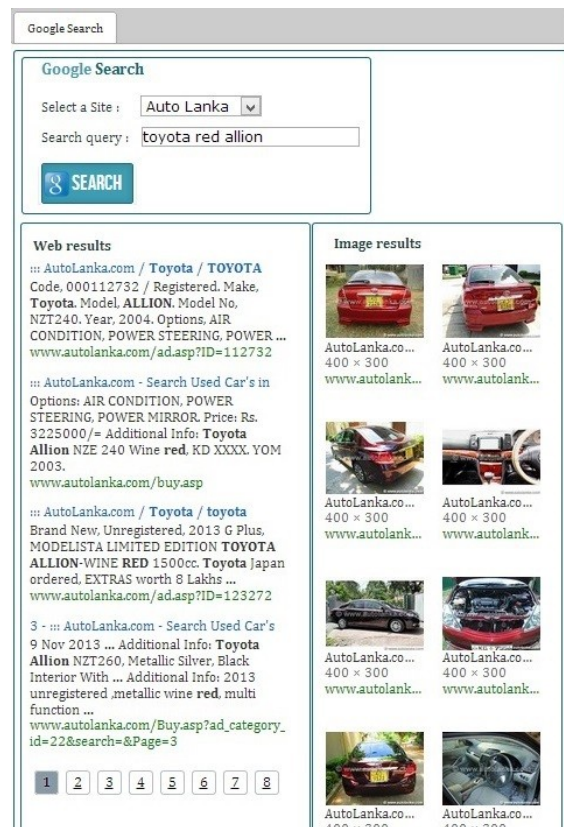 Google Search
Google Search
Select a Site :
Auto Lanka
Search query :
toyota red allion
SEARCH
Web results
::: AutoLanka.com / Toyota / TOYOTA
Code, 000112732 / Registered. Make,
Toyota. Model, ALLION. Model No,
NZT240. Year, 2004. Options, AIR
CONDITION, POWER STEERING, POWER ...
www.autolanka.com/ad.asp?ID=112732
::: AutoLanka.com - Search Used Car's in
Options: AIR CONDITION, POWER
STEERING, POWER MIRROR. Price: Rs.
3225000/= Additional Info: Toyota
Allion NZE 240 Wine red, KD XXXX. YOM
2003.
www.autolanka.com/buy.asp
::: AutoLanka.com / Toyota / toyota
Brand New, Unregistered, 2013 G Plus,
MODELISTA LIMITED EDITION TOYOTA
ALLION-WINE RED 1500cc. Toyota Japan
ordered, EXTRAS worth 8 Lakhs ...
www.autolanka.com/ad.asp?ID=123272
3 - ::: AutoLanka.com - Search Used Car's
9 Nov 2013 ... Additional Info: Toyota
Allion NZT260, Metallic Silver, Black
Interior With ... Additional Info: 2013
unregistered ,metallic wine red, multi
function ...
www.autolanka.com/Buy.asp?ad_category_
id=22&search=&Page=3
1 2 3 4 5 6 7 8
Image results
AutoLanka.co... AutoLanka.co...
400 × 300 400 × 300
www.autolank... www.autolank...
AutoLanka.co... AutoLanka.co...
400 × 300 400 × 300
www.autolank... www.autolank...
AutoLanka.co... AutoLanka.co...
400 × 300 400 × 300
www.autolank... www.autolank...
AutoLanka.co... AutoLanka.co...
400 × 300 400 × 300